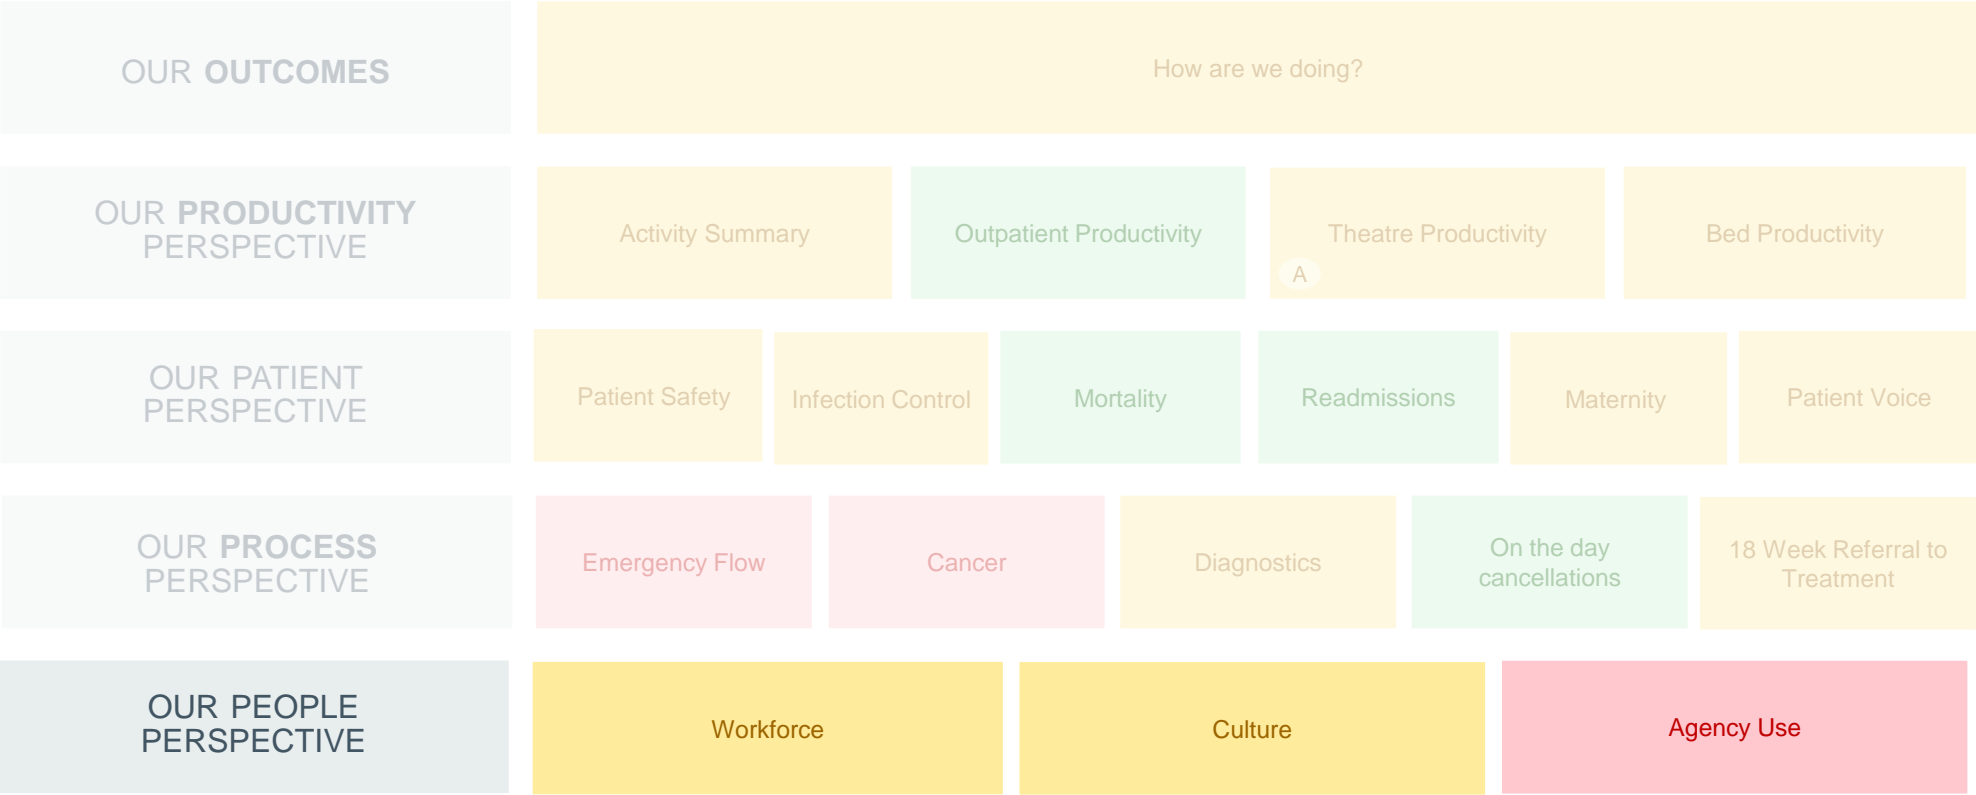 OUR OUTCOMES
How are we doing?
OUR PRODUCTIVITY
PERSPECTIVE
Activity Summary
Outpatient Productivity
Theatre Productivity
A
Bed Productivity
OUR PATIENT
PERSPECTIVE
Patient Safety
Infection Control
Mortality
Readmissions
Maternity
Patient Voice
OUR PROCESS
PERSPECTIVE
Emergency Flow
Cancer
Diagnostics
On the day
cancellations
18 Week Referral to
Treatment
OUR PEOPLE
PERSPECTIVE
Workforce
Culture
Agency Use